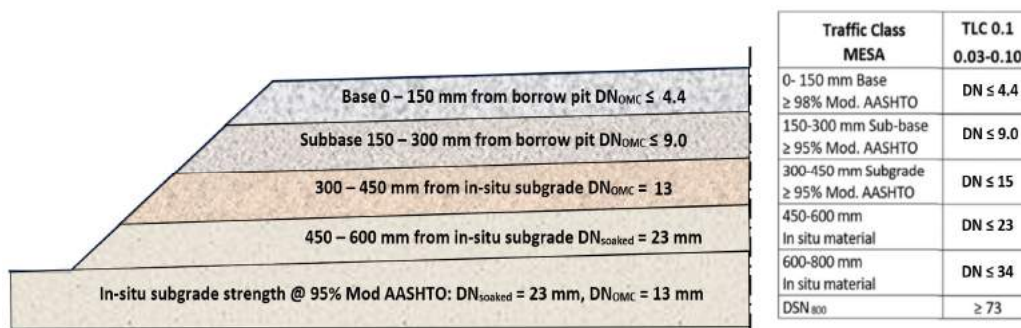 Base 0 – 150 mm from borrow pit DNOMC ≤ 4.4
Subbase 150 – 300 mm from borrow pit DNOMC ≤ 9.0
300 – 450 mm from in-situ subgrade DNOMC = 13
450 – 600 mm from in-situ subgrade DNsoaked = 23 mm
In-situ subgrade strength @ 95% Mod AASHTO: DNsoaked = 23 mm, DNOMC = 13 mm
Traffic Class TLC 0.1
MESA 0.03-0.10
0- 150 mm Base
≥ 98% Mod. AASHTO
DN ≤ 4.4
150-300 mm Sub-base
≥ 95% Mod. AASHTO
DN ≤ 9.0
300-450 mm Subgrade
≥ 95% Mod. AASHTO
DN ≤ 15
450-600 mm
In situ material
DN ≤ 23
600-800 mm
In situ material
DN ≤ 34
DSN800 ≥ 73